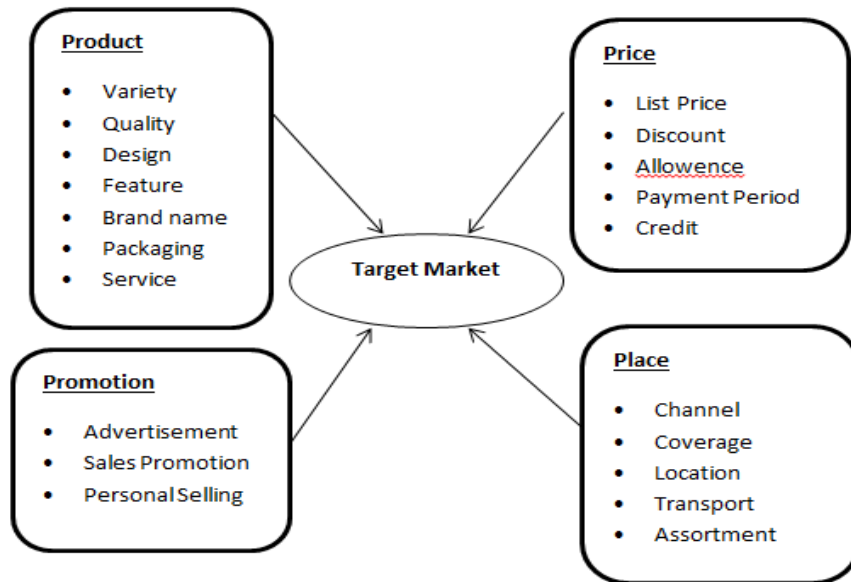 Product
• Variety
• Quality
• Design
• Feature
• Brand name
• Packaging
• Service
Price
• List Price
• Discount
• Allowence
• Payment Period
• Credit
Target Market
Promotion
• Advertisement
• Sales Promotion
• Personal Selling
Place
• Channel
• Coverage
• Location
• Transport
• Assortment